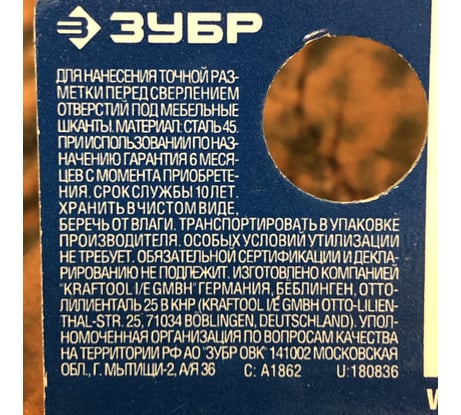 ЗУБР
ДЛЯ НАНЕСЕНИЯ ТОЧНОЙ РАЗ-
МЕТКИ ПЕРЕД СВЕРЛЕНИЕМ
ОТВЕРСТИЙ ПОД МЕБЕЛЬНЫЕ
ШКАНТЫ. МАТЕРИАЛ: СТАЛЬ 45.
ПРИ ИСПОЛЬЗОВАНИИ ПО НАЗ-
НАЧЕНИЮ ГАРАНТИЯ 6 МЕСЯ-
ЦЕВ С МОМЕНТА ПРИОБРЕТЕ-
НИЯ. СРОК СЛУЖБЫ 10 ЛЕТ.
ХРАНИТЬ В ЧИСТОМ ВИДЕ,
БЕРЕЧЬ ОТ ВЛАГИ. ТРАНСПОРТИРОВАТЬ В УПАКОВКЕ
ПРОИЗВОДИТЕЛЯ. ОСОБЫХ УСЛОВИЙ УТИЛИЗАЦИИ
НЕ ТРЕБУЕТ. ОБЯЗАТЕЛЬНОЙ СЕРТИФИКАЦИИ И ДЕКЛА-
РИРОВАНИЮ НЕ ПОДЛЕЖИТ. ИЗГОТОВЛЕНО КОМПАНИЕЙ
"KRAFTOOL I/E GMBH" ГЕРМАНИЯ, БЁБЛИНГЕН, ОТТО-
ЛИЛИЕНТАЛЬ 25 В КНР (KRAFTOOL I/E GMBH OTTO-LILIEN-
THAL-STR. 25, 71034 BÖBLINGEN, DEUTSCHLAND). УПОЛ-
НОМОЧЕННАЯ ОРГАНИЗАЦИЯ ПО ВОПРОСАМ КАЧЕСТВА
НА ТЕРРИТОРИИ РФ АО "ЗУБР ОВК" 141002 МОСКОВСКАЯ
ОБЛ., Г. МЫТИЩИ-2, А/Я 36 C: A1862 U:180836